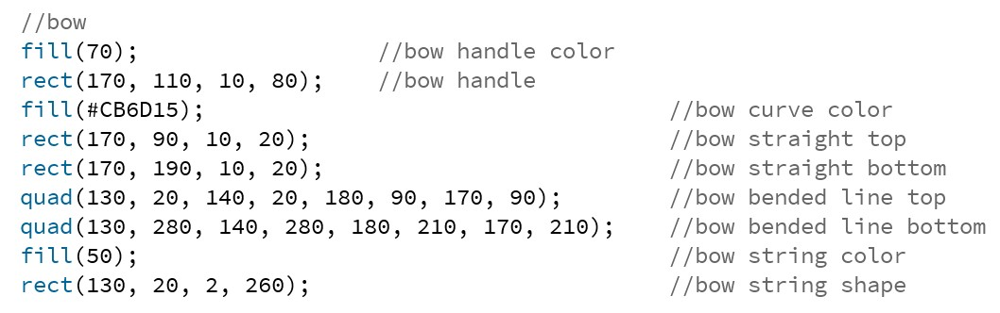 //bow
fill(70);                  //bow handle color
rect(170, 110, 10, 80);    //bow handle
fill(#CB6D15);                                   //bow curve color
rect(170, 90, 10, 20);                           //bow straight top
rect(170, 190, 10, 20);                          //bow straight bottom
quad(130, 20, 140, 20, 180, 90, 170, 90);        //bow bended line top
quad(130, 280, 140, 280, 180, 210, 170, 210);    //bow bended line bottom
fill(50);                                        //bow string color
rect(130, 20, 2, 260);                           //bow string shape